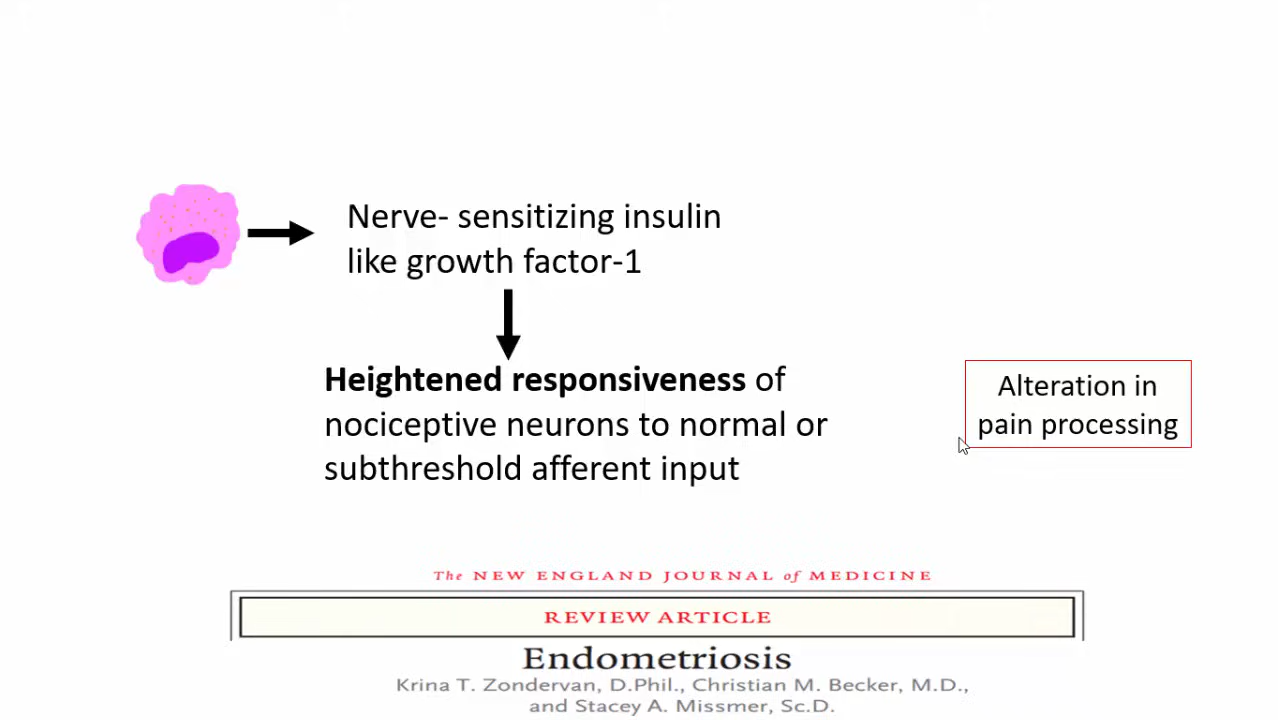 Nerve- sensitizing insulin
like growth factor-1
Heightened responsiveness of
nociceptive neurons to normal or
subthreshold afferent input
Alteration in
pain processing
The NEW ENGLAND JOURNAL of MEDICINE
REVIEW ARTICLE
Endometriosis
Krina T. Zondervan, D.Phil., Christian M. Becker, M.D.,
and Stacey A. Missmer, Sc.D.